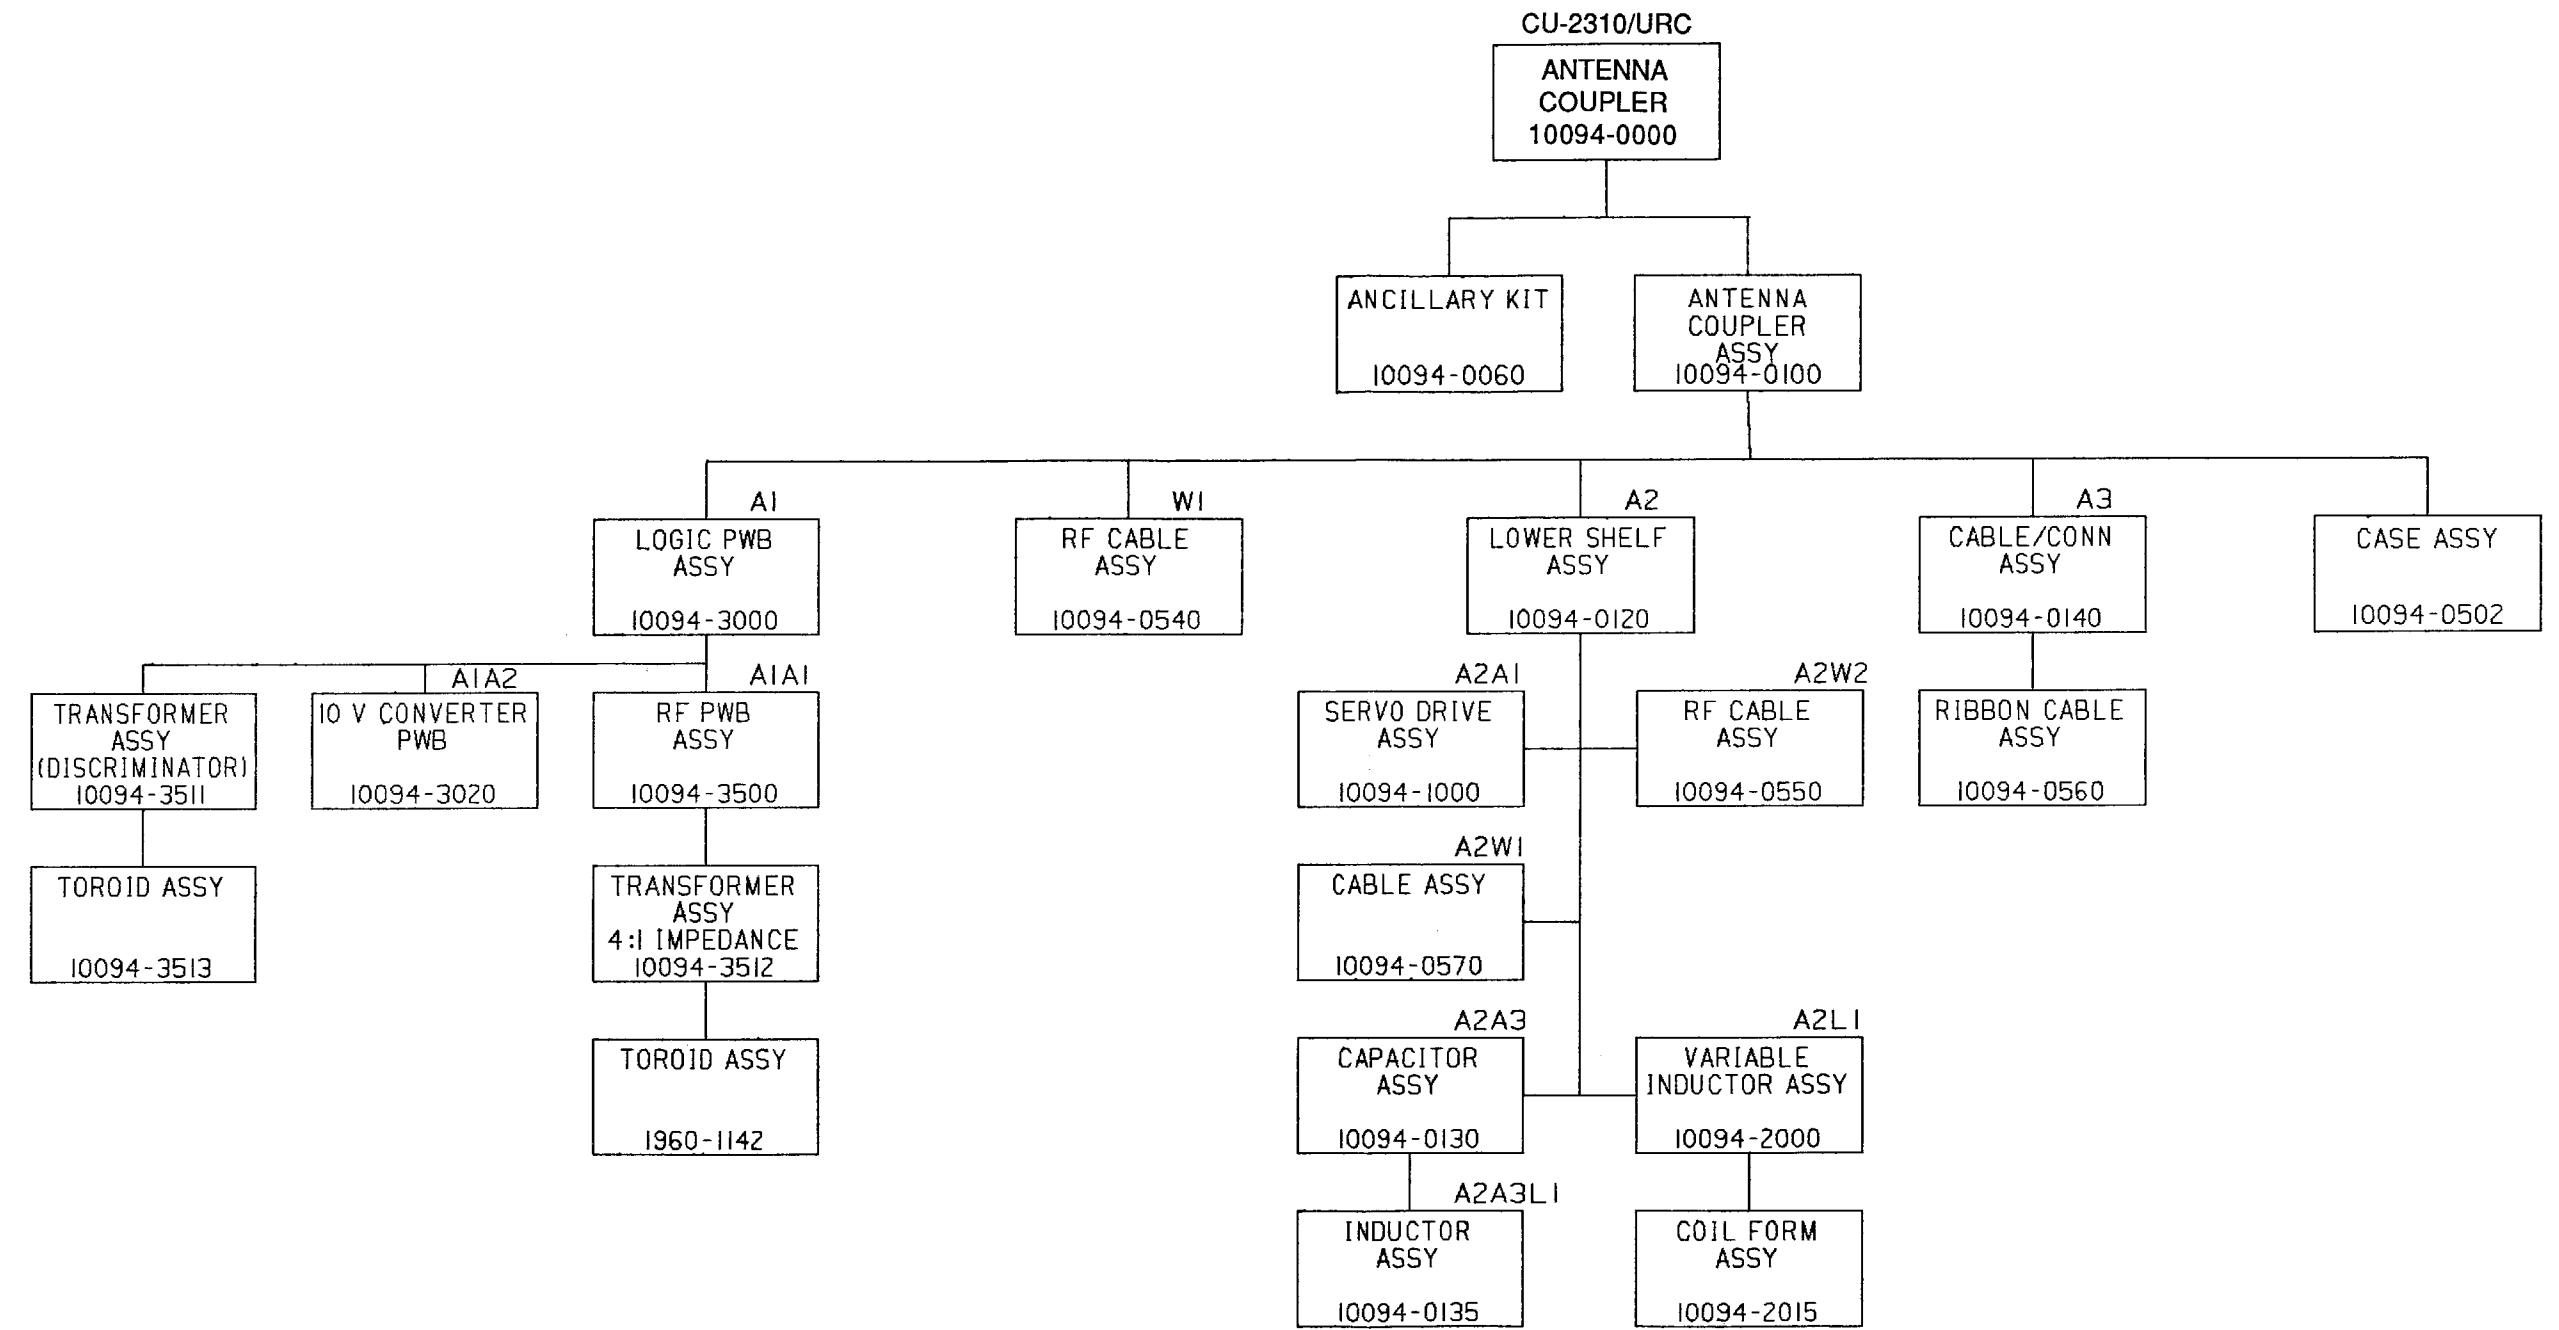 CU-2310/URC
ANTENNA
COUPLER
10094-0000
ANCILLARY KIT
10094-0060
ANTENNA
COUPLER
ASSY
10094-0100
A1
LOGIC PWB
ASSY
10094-3000
W1
RF CABLE
ASSY
10094-0540
A2
LOWER SHELF
ASSY
10094-0120
A3
CABLE/CONN
ASSY
10094-0140
CASE ASSY
10094-0502
TRANSFORMER
ASSY
(DISCRIMINATOR)
10094-3511
A1A2
10 V CONVERTER
PWB
10094-3020
A1A1
RF PWB
ASSY
10094-3500
A2A1
SERVO DRIVE
ASSY
10094-1000
A2W2
RF CABLE
ASSY
10094-0550
RIBBON CABLE
ASSY
10094-0560
TOROID ASSY
10094-3513
TRANSFORMER
ASSY
4:1 IMPEDANCE
10094-3512
A2W1
CABLE ASSY
10094-0570
TOROID ASSY
1960-1142
A2A3
CAPACITOR
ASSY
10094-0130
A2L1
VARIABLE
INDUCTOR ASSY
10094-2000
A2A3L1
INDUCTOR
ASSY
10094-0135
COIL FORM
ASSY
10094-2015